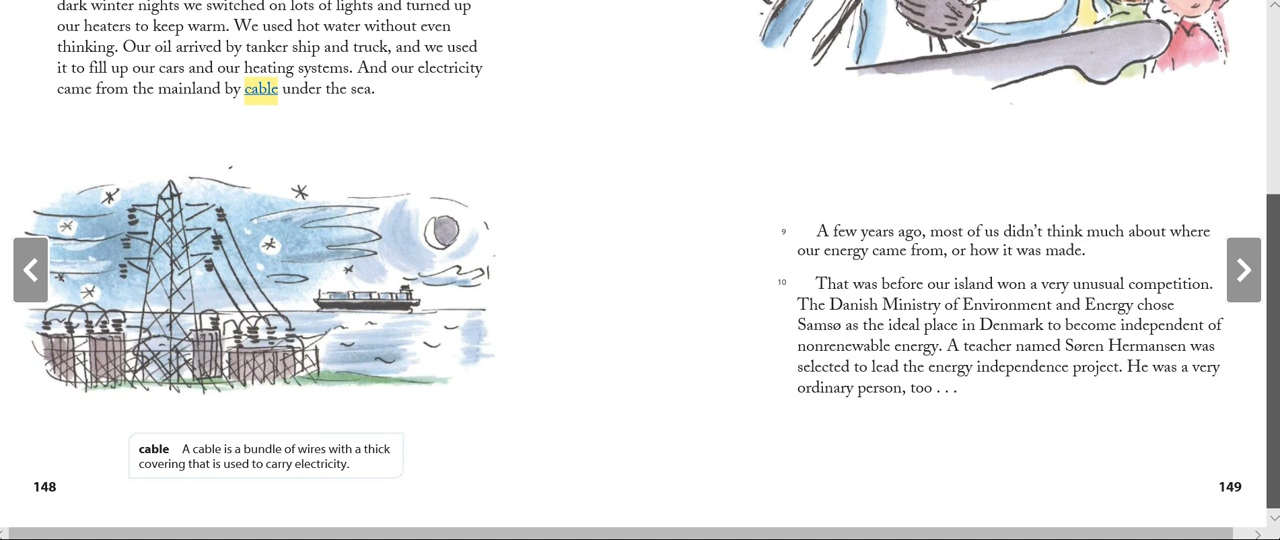 dark winter nights we switched on lots of lights and turned up
our heaters to keep warm. We used hot water without even
thinking. Our oil arrived by tanker ship and truck, and we used
it to fill up our cars and our heating systems. And our electricity
came from the mainland by cable under the sea.
cable A cable is a bundle of wires with a thick
covering that is used to carry electricity.
148
9 A few years ago, most of us didn’t think much about where
our energy came from, or how it was made.
10 That was before our island won a very unusual competition.
The Danish Ministry of Environment and Energy chose
Samsø as the ideal place in Denmark to become independent of
nonrenewable energy. A teacher named Søren Hermansen was
selected to lead the energy independence project. He was a very
ordinary person, too . . .
149